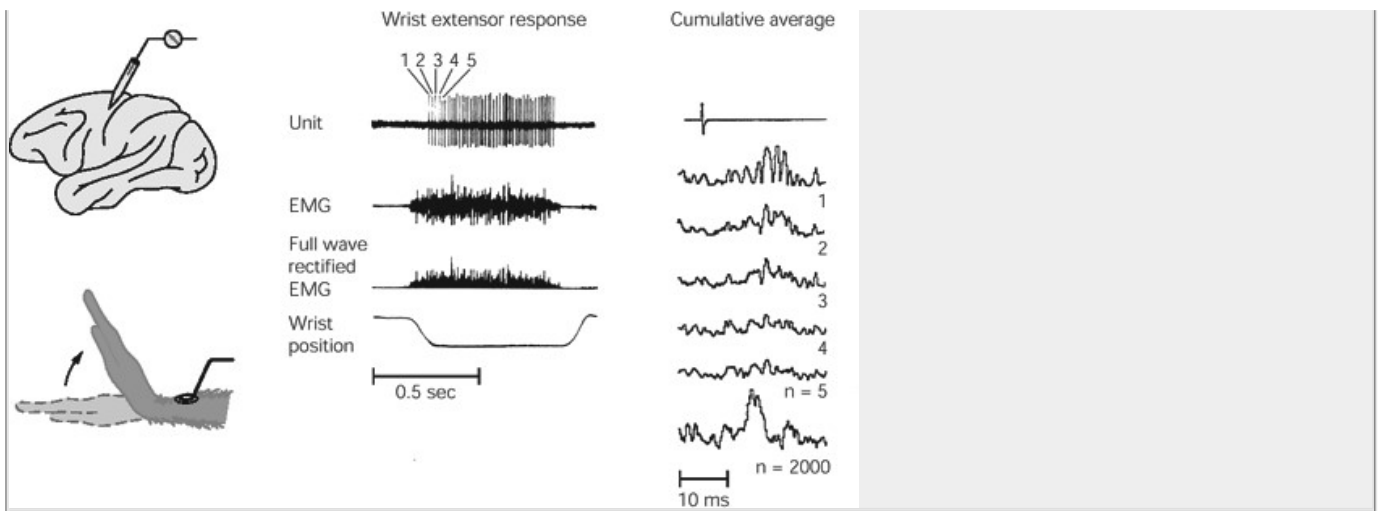 Wrist extensor response
Cumulative average
1 2 3 4 5
Unit
EMG
Full wave
rectified
EMG
Wrist
position
0.5 sec
1
2
3
4
n = 5
n = 2000
10 ms